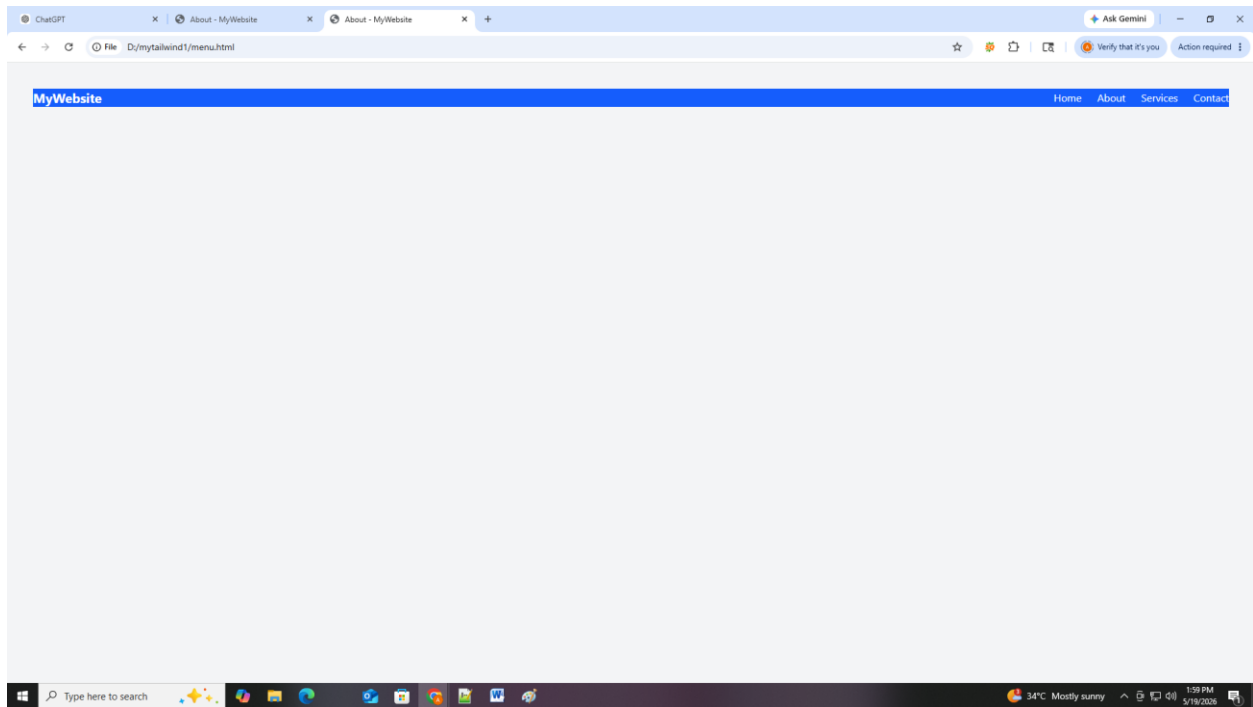 ChatGPT About - MyWebsite About - MyWebsite Ask Gemini
File D:/mytailwind1/menu.html Verify that it's you Action required
MyWebsite Home About Services Contact
Type here to search 34°C Mostly sunny 1:59 PM
5/19/2026